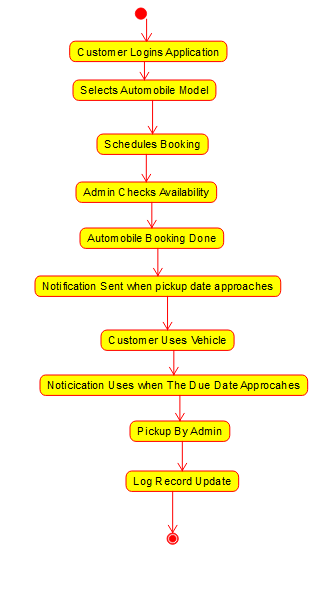 Customer Logins Application
Selects Automobile Model
Schedules Booking
Admin Checks Availability
Automobile Booking Done
Notification Sent when pickup date approaches
Customer Uses Vehicle
Noticication Uses when The Due Date Approcahes
Pickup By Admin
Log Record Update